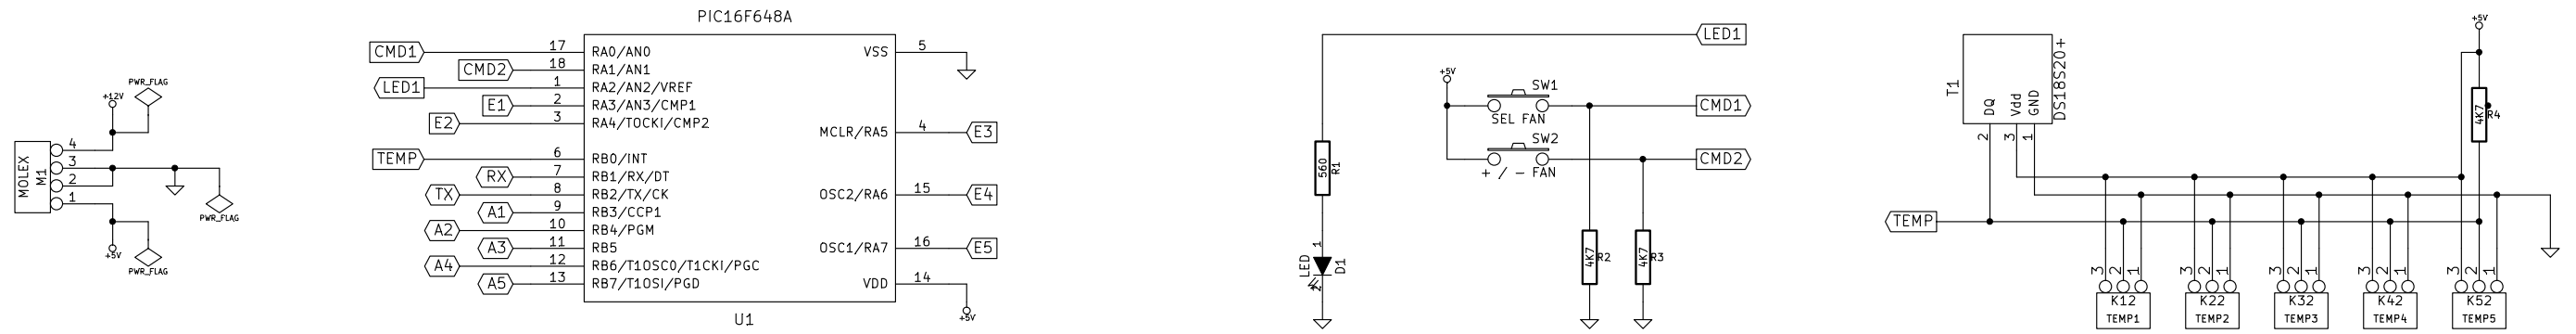 PWR_FLAG
+12V
MOLEX
M1
4
3
2
1
PWR_FLAG
+5V
PWR_FLAG
PIC16F648A
CMD1 17 RA0/AN0
CMD2 18 RA1/AN1
LED1 1 RA2/AN2/VREF
E1 2 RA3/AN3/CMP1
E2 3 RA4/TOCKI/CMP2
TEMP 6 RB0/INT
RX 7 RB1/RX/DT
TX 8 RB2/TX/CK
A1 9 RB3/CCP1
A2 10 RB4/PGM
A3 11 RB5
A4 12 RB6/T1OSO/T1CKI/PGC
A5 13 RB7/T1OSI/PGD
VSS 5
MCLR/RA5 4 E3
OSC2/RA6 15 E4
OSC1/RA7 16 E5
VDD 14
+5V
U1
LED1
560
R1
1
LED
D1
2
+5V
SW1
SEL FAN
CMD1
SW2
+ / - FAN
CMD2
4K7
R2
4K7
R3
T1
DS18S20+
DQ
Vdd
GND
2
3
1
+5V
4K7
R4
TEMP
3 2 1
K12
TEMP1
3 2 1
K22
TEMP2
3 2 1
K32
TEMP3
3 2 1
K42
TEMP4
3 2 1
K52
TEMP5